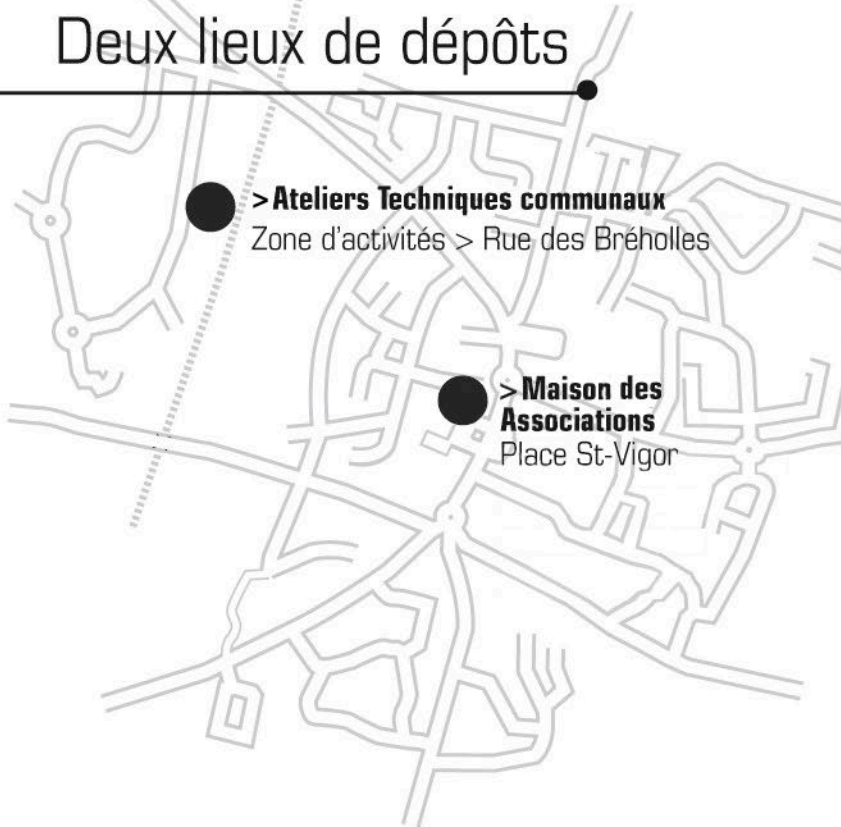 Deux lieux de dépôts
>Ateliers Techniques communaux
Zone d'activités > Rue des Bréholles
>Maison des
Associations
Place St-Vigor